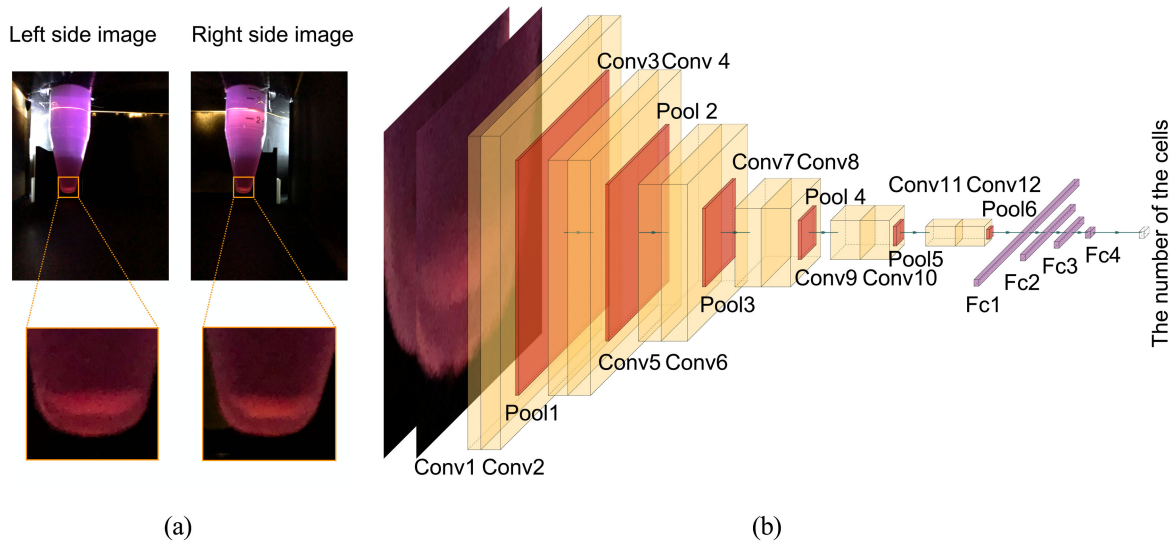 Left side image
Right side image
Conv3 Conv 4
Pool 2
Conv7 Conv8
Pool 4
Conv11 Conv12
Pool6
Pool5
Conv9 Conv10
Pool3
Conv5 Conv6
Pool1
Conv1 Conv2
Fc1
Fc2
Fc3
Fc4
The number of the cells
(a)
(b)